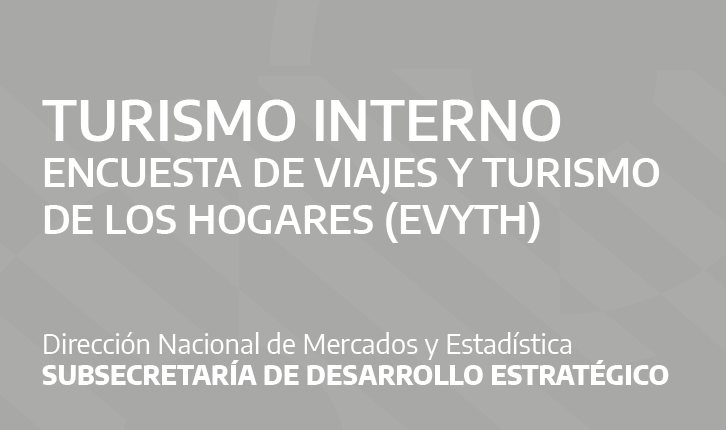 TURISMO INTERNO
ENCUESTA DE VIAJES Y TURISMO
DE LOS HOGARES (EVYTH)
Dirección Nacional de Mercados y Estadística
SUBSECRETARÍA DE DESARROLLO ESTRATÉGICO